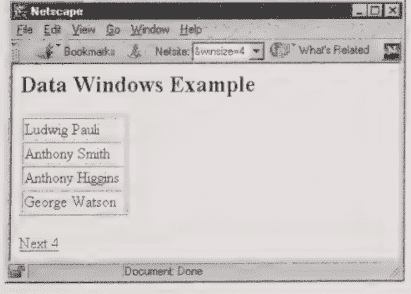 Netscape
File Edit View Go Window Help
Bookmarks Netsite: &winsize=4 What's Related
Data Windows Example
Ludwig Pauli
Anthony Smith
Anthony Higgins
George Watson
Next 4
Document: Done